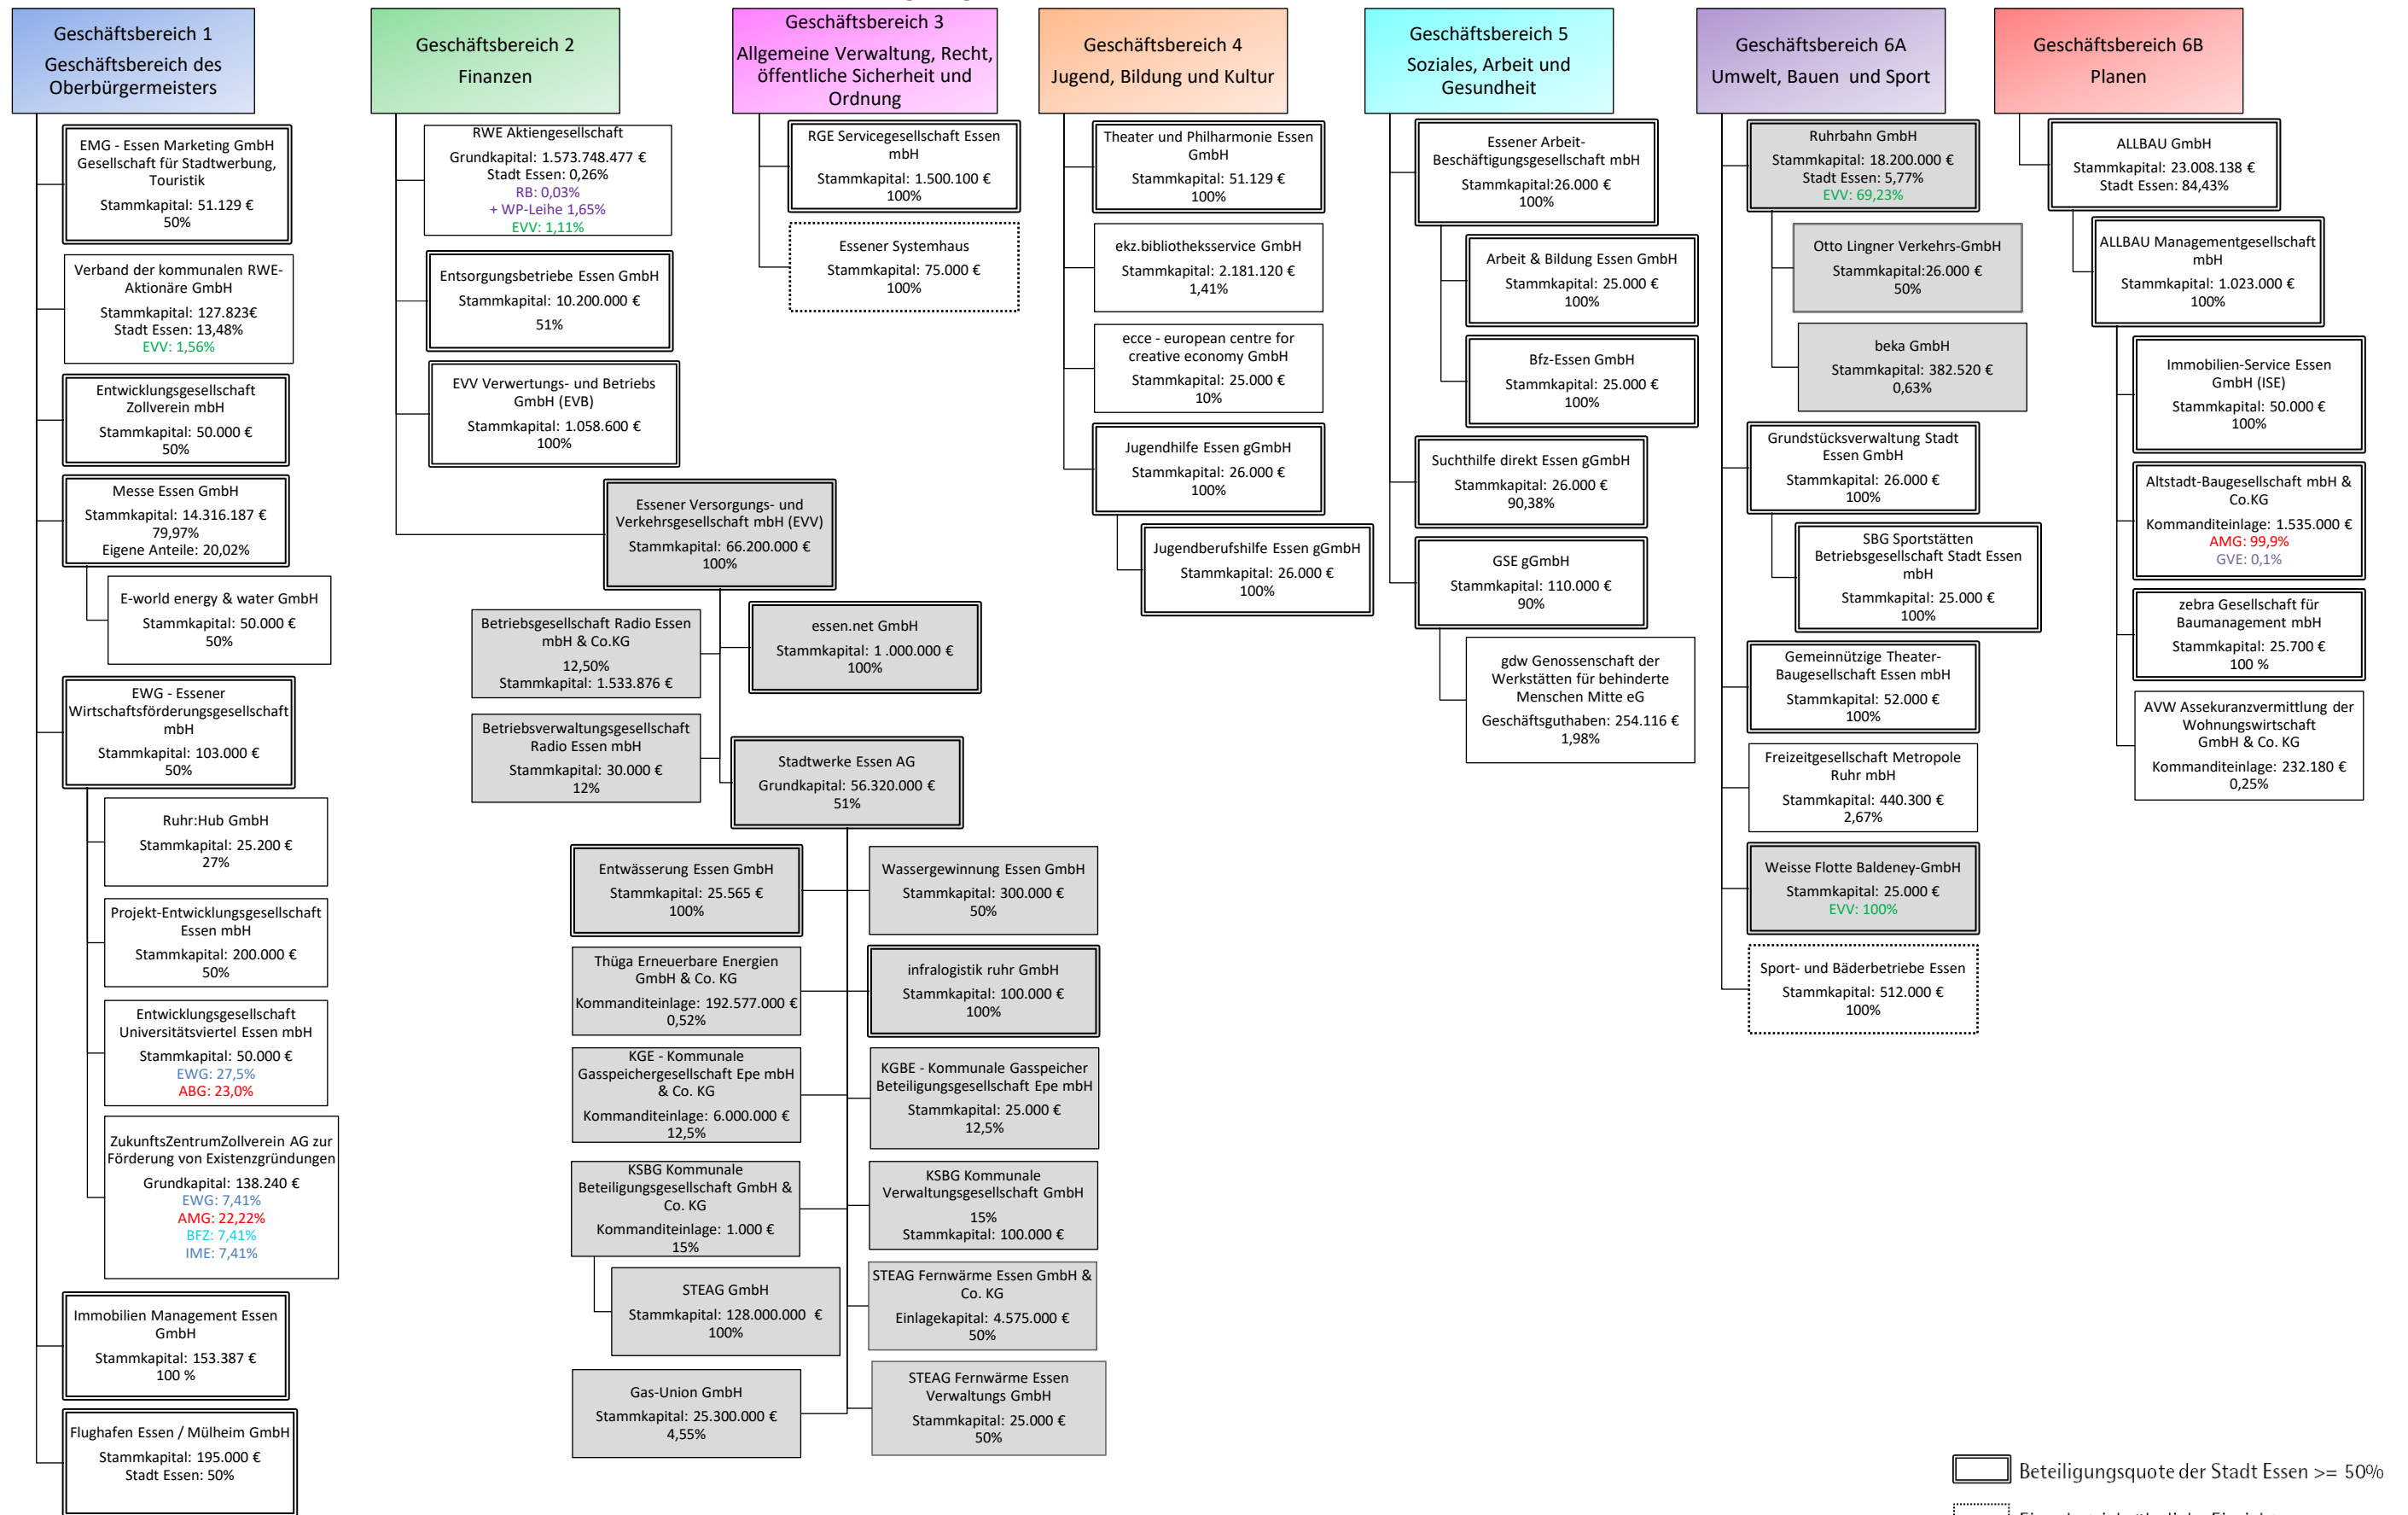 Geschäftsbereich 1
Geschäftsbereich des
Oberbürgermeisters
EMG - Essen Marketing GmbH
Gesellschaft für Stadtwerbung,
Touristik
Stammkapital: 51.129 €
50%
Verband der kommunalen RWE-
Aktionäre GmbH
Stammkapital: 127.823€
Stadt Essen: 13,48%
EVV: 1,56%
Entwicklungsgesellschaft
Zollverein mbH
Stammkapital: 50.000 €
50%
Messe Essen GmbH
Stammkapital: 14.316.187 €
79,97%
Eigene Anteile: 20,02%
E-world energy & water GmbH
Stammkapital: 50.000 €
50%
EWG - Essener
Wirtschaftsförderungsgesellschaft
mbH
Stammkapital: 103.000 €
50%
Ruhr:Hub GmbH
Stammkapital: 25.200 €
27%
Projekt-Entwicklungsgesellschaft
Essen mbH
Stammkapital: 200.000 €
50%
Entwicklungsgesellschaft
Universitätsviertel Essen mbH
Stammkapital: 50.000 €
EWG: 27,5%
ABG: 23,0%
ZukunftsZentrumZollverein AG zur
Förderung von Existenzgründungen
Grundkapital: 138.240 €
EWG: 7,41%
AMG: 22,22%
BFZ: 7,41%
IME: 7,41%
Immobilien Management Essen
GmbH
Stammkapital: 153.387 €
100 %
Flughafen Essen / Mülheim GmbH
Stammkapital: 195.000 €
Stadt Essen: 50%
Geschäftsbereich 2
Finanzen
RWE Aktiengesellschaft
Grundkapital: 1.573.748.477 €
Stadt Essen: 0,26%
RB: 0,03%
+ WP-Leihe 1,65%
EVV: 1,11%
Entsorgungsbetriebe Essen GmbH
Stammkapital: 10.200.000 €
51%
EVV Verwertungs- und Betriebs
GmbH (EVB)
Stammkapital: 1.058.600 €
100%
Essener Versorgungs- und
Verkehrsgesellschaft mbH (EVV)
Stammkapital: 66.200.000 €
100%
Betriebsgesellschaft Radio Essen
mbH & Co.KG
12,50%
Stammkapital: 1.533.876 €
essen.net GmbH
Stammkapital: 1 .000.000 €
100%
Betriebsverwaltungsgesellschaft
Radio Essen mbH
Stammkapital: 30.000 €
12%
Stadtwerke Essen AG
Grundkapital: 56.320.000 €
51%
Entwässerung Essen GmbH
Stammkapital: 25.565 €
100%
Wassergewinnung Essen GmbH
Stammkapital: 300.000 €
50%
Thüga Erneuerbare Energien
GmbH & Co. KG
Kommanditeinlage: 192.577.000 €
0,52%
infralogistik ruhr GmbH
Stammkapital: 100.000 €
100%
KGE - Kommunale
Gasspeichergesellschaft Epe mbH
& Co. KG
Kommanditeinlage: 6.000.000 €
12,5%
KGBE - Kommunale Gasspeicher
Beteiligungsgesellschaft Epe mbH
Stammkapital: 25.000 €
12,5%
KSBG Kommunale
Beteiligungsgesellschaft GmbH &
Co. KG
Kommanditeinlage: 1.000 €
15%
KSBG Kommunale
Verwaltungsgesellschaft GmbH
15%
Stammkapital: 100.000 €
STEAG GmbH
Stammkapital: 128.000.000 €
100%
STEAG Fernwärme Essen GmbH &
Co. KG
Einlagekapital: 4.575.000 €
50%
Gas-Union GmbH
Stammkapital: 25.300.000 €
4,55%
STEAG Fernwärme Essen
Verwaltungs GmbH
Stammkapital: 25.000 €
50%
Geschäftsbereich 3
Allgemeine Verwaltung, Recht,
öffentliche Sicherheit und
Ordnung
RGE Servicegesellschaft Essen
mbH
Stammkapital: 1.500.100 €
100%
Essener Systemhaus
Stammkapital: 75.000 €
100%
Geschäftsbereich 4
Jugend, Bildung und Kultur
Theater und Philharmonie Essen
GmbH
Stammkapital: 51.129 €
100%
ekz.bibliotheksservice GmbH
Stammkapital: 2.181.120 €
1,41%
ecce - european centre for
creative economy GmbH
Stammkapital: 25.000 €
10%
Jugendhilfe Essen gGmbH
Stammkapital: 26.000 €
100%
Jugendberufshilfe Essen gGmbH
Stammkapital: 26.000 €
100%
Geschäftsbereich 5
Soziales, Arbeit und
Gesundheit
Essener Arbeit-
Beschäftigungsgesellschaft mbH
Stammkapital:26.000 €
100%
Arbeit & Bildung Essen GmbH
Stammkapital: 25.000 €
100%
Bfz-Essen GmbH
Stammkapital: 25.000 €
100%
Suchthilfe direkt Essen gGmbH
Stammkapital: 26.000 €
90,38%
GSE gGmbH
Stammkapital: 110.000 €
90%
gdw Genossenschaft der
Werkstätten für behinderte
Menschen Mitte eG
Geschäftsguthaben: 254.116 €
1,98%
Geschäftsbereich 6A
Umwelt, Bauen und Sport
Ruhrbahn GmbH
Stammkapital: 18.200.000 €
Stadt Essen: 5,77%
EVV: 69,23%
Otto Lingner Verkehrs-GmbH
Stammkapital:26.000 €
50%
beka GmbH
Stammkapital: 382.520 €
0,63%
Grundstücksverwaltung Stadt
Essen GmbH
Stammkapital: 26.000 €
100%
SBG Sportstätten
Betriebsgesellschaft Stadt Essen
mbH
Stammkapital: 25.000 €
100%
Gemeinnützige Theater-
Baugesellschaft Essen mbH
Stammkapital: 52.000 €
100%
Freizeitgesellschaft Metropole
Ruhr mbH
Stammkapital: 440.300 €
2,67%
Weisse Flotte Baldeney-GmbH
Stammkapital: 25.000 €
EVV: 100%
Sport- und Bäderbetriebe Essen
Stammkapital: 512.000 €
100%
Geschäftsbereich 6B
Planen
ALLBAU GmbH
Stammkapital: 23.008.138 €
Stadt Essen: 84,43%
ALLBAU Managementgesellschaft
mbH
Stammkapital: 1.023.000 €
100%
Immobilien-Service Essen
GmbH (ISE)
Stammkapital: 50.000 €
100%
Altstadt-Baugesellschaft mbH &
Co.KG
Kommanditeinlage: 1.535.000 €
AMG: 99,9%
GVE: 0,1%
zebra Gesellschaft für
Baumanagement mbH
Stammkapital: 25.700 €
100 %
AVW Assekuranzvermittlung der
Wohnungswirtschaft
GmbH & Co. KG
Kommanditeinlage: 232.180 €
0,25%
Beteiligungsquote der Stadt Essen >= 50%